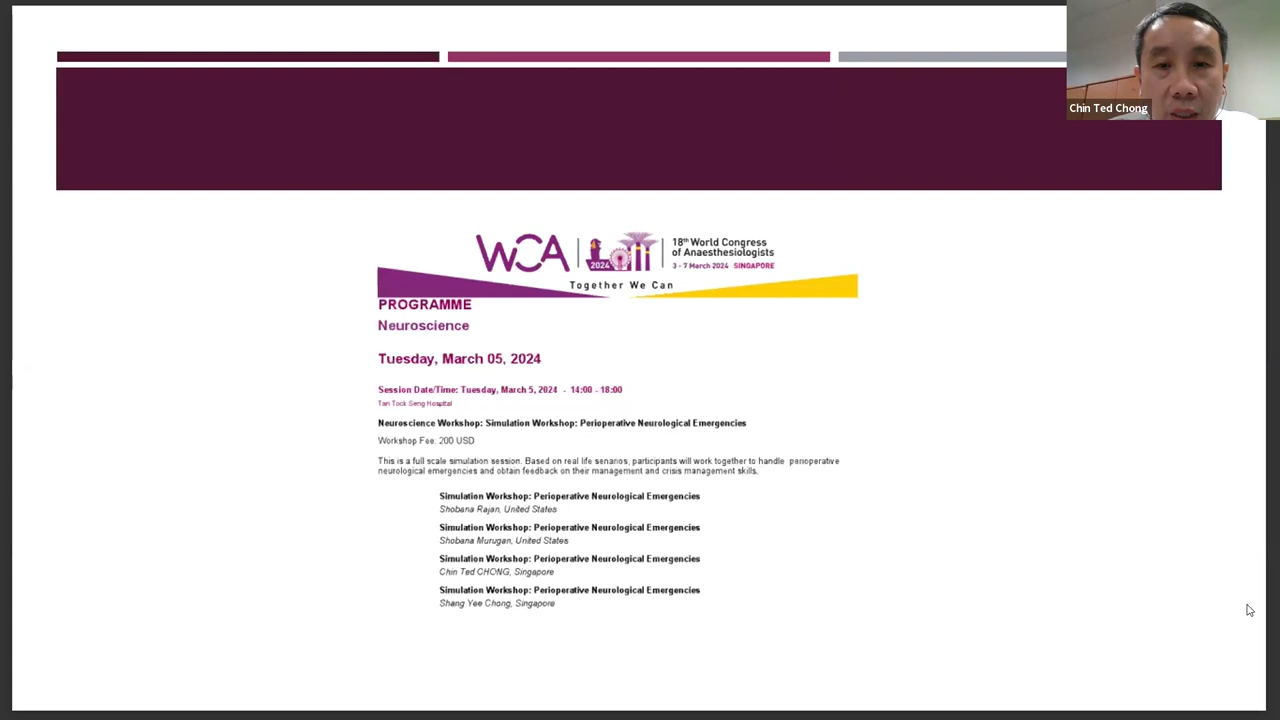 Chin Ted Chong
WCA
2024
18th World Congress
of Anaesthesiologists
3 - 7 March 2024 SINGAPORE
Together We Can
PROGRAMME
Neuroscience
Tuesday, March 05, 2024
Session Date/Time: Tuesday, March 5, 2024 - 14:00 - 18:00
Tan Tock Seng Hospital
Neuroscience Workshop: Simulation Workshop: Perioperative Neurological Emergencies
Workshop Fee: 200 USD
This is a full scale simulation session. Based on real life senarios, participants will work together to handle perioperative
neurological emergencies and obtain feedback on their management and crisis management skills.
Simulation Workshop: Perioperative Neurological Emergencies
Shobana Rajan, United States
Simulation Workshop: Perioperative Neurological Emergencies
Shobana Murugan, United States
Simulation Workshop: Perioperative Neurological Emergencies
Chin Ted CHONG, Singapore
Simulation Workshop: Perioperative Neurological Emergencies
Shang Yee Chong, Singapore